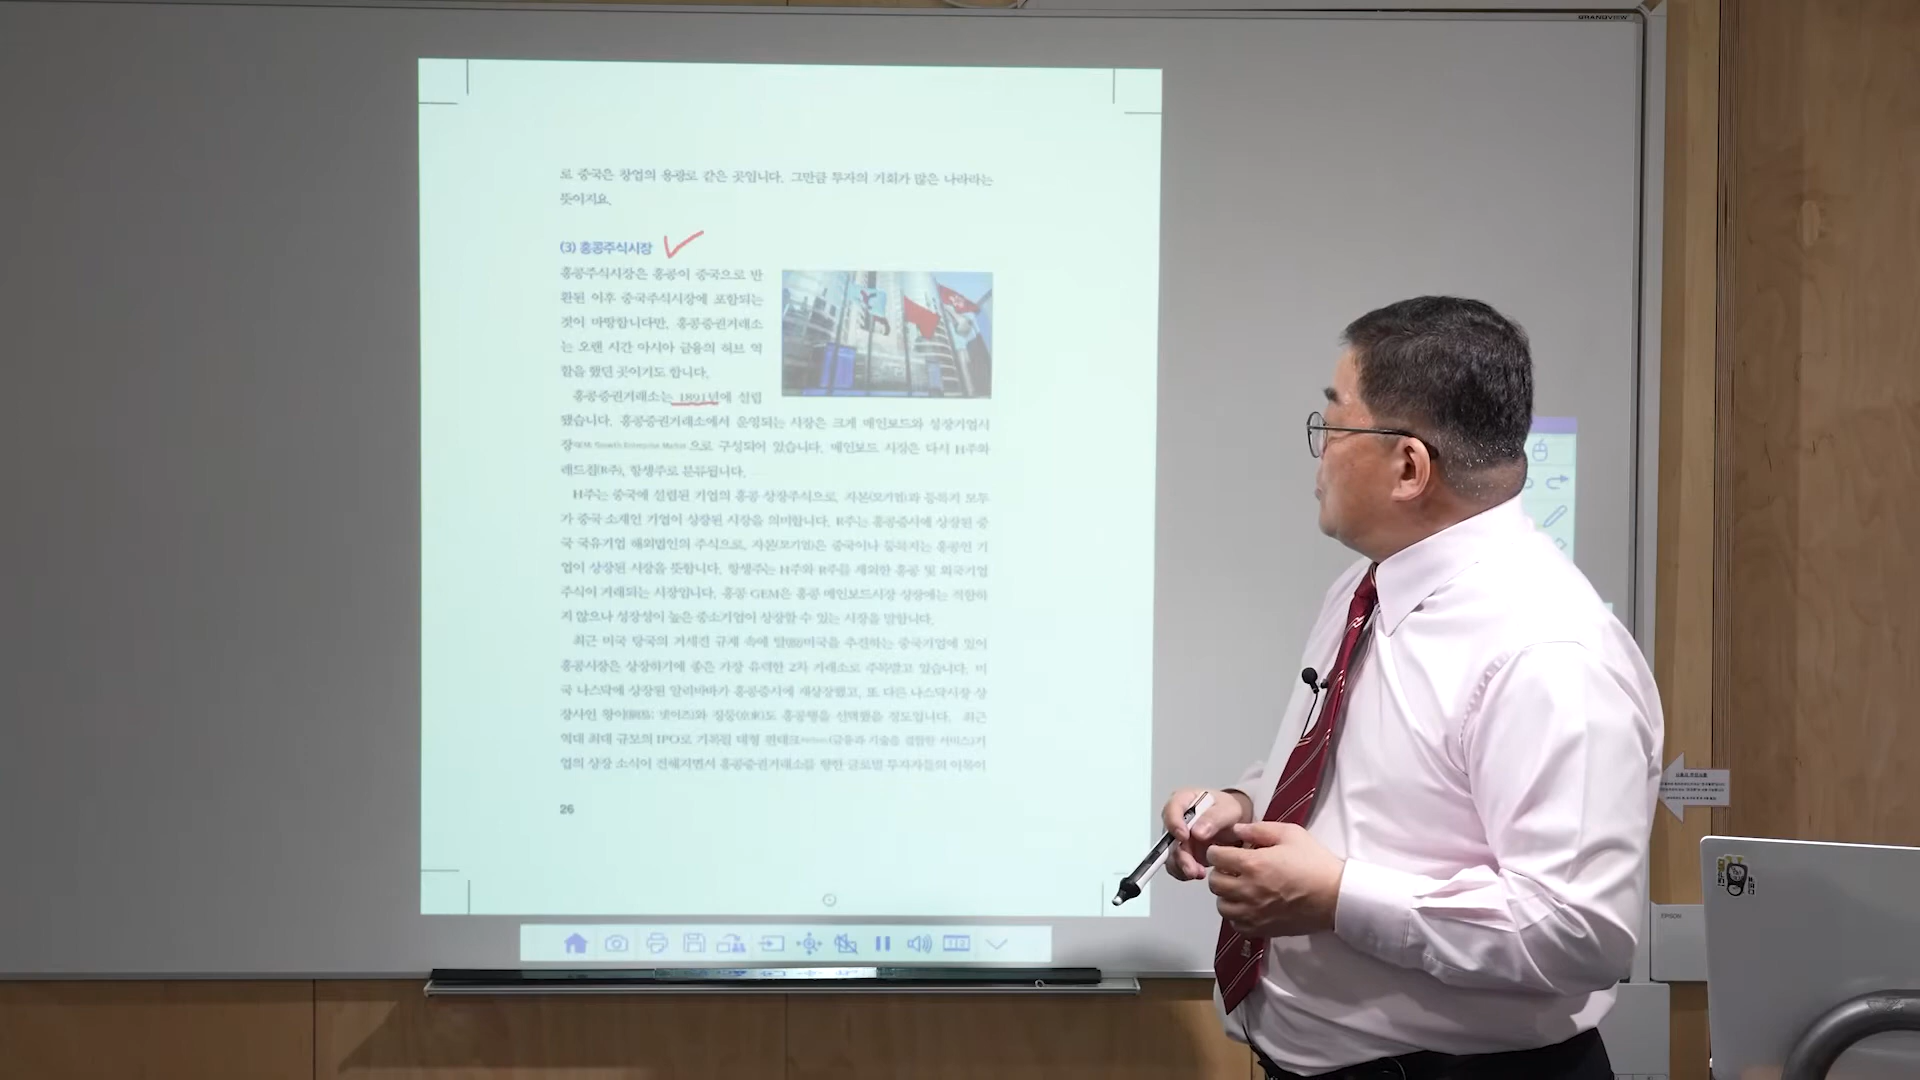 GRANDVIEW
로 중국은 창업의 용광로 같은 곳입니다. 그만큼 투자의 기회가 많은 나라라는
뜻이지요.
(3) 홍콩주식시장
홍콩주식시장은 홍콩이 중국으로 반
환된 이후 중국주식시장에 포함되는
것이 마땅합니다만, 홍콩증권거래소
는 오랜 시간 아시아 금융의 허브 역
할을 했던 곳이기도 합니다.
홍콩증권거래소는 1891년에 설립
됐습니다. 홍콩증권거래소에서 운영되는 시장은 크게 메인보드와 성장기업시
장GEM: Growth Enterprise Market으로 구성되어 있습니다. 메인보드 시장은 다시 H주와
레드칩(R주), 항생주로 분류됩니다.
H주는 중국에 설립된 기업의 홍콩 상장주식으로, 자본(모기업)과 등록지 모두
가 중국 소재인 기업이 상장된 시장을 의미합니다. R주는 홍콩증시에 상장된 중
국 국유기업 해외법인의 주식으로, 자본(모기업)은 중국이나 등록지는 홍콩인 기
업이 상장된 시장을 뜻합니다. 항생주는 H주와 R주를 제외한 홍콩 및 외국기업
주식이 거래되는 시장입니다. 홍콩 GEM은 홍콩 메인보드시장 상장에는 적합하
지 않으나 성장성이 높은 중소기업이 상장할 수 있는 시장을 말합니다.
최근 미국 당국의 거세진 규제 속에 탈(脫)미국을 추진하는 중국기업에 있어
홍콩시장은 상장하기에 좋은 가장 유력한 2차 거래소로 주목받고 있습니다. 미
국 나스닥에 상장된 알리바바가 홍콩증시에 재상장했고, 또 다른 나스닥시장 상
장사인 왕이(網易: 넷이즈)와 징둥(京東)도 홍콩행을 선택했을 정도입니다. 최근
역대 최대 규모의 IPO로 기록될 대형 핀테크(금융과 기술을 결합한 서비스)기
업의 상장 소식이 전해지면서 홍콩증권거래소를 향한 글로벌 투자자들의 이목이
26
EPSON